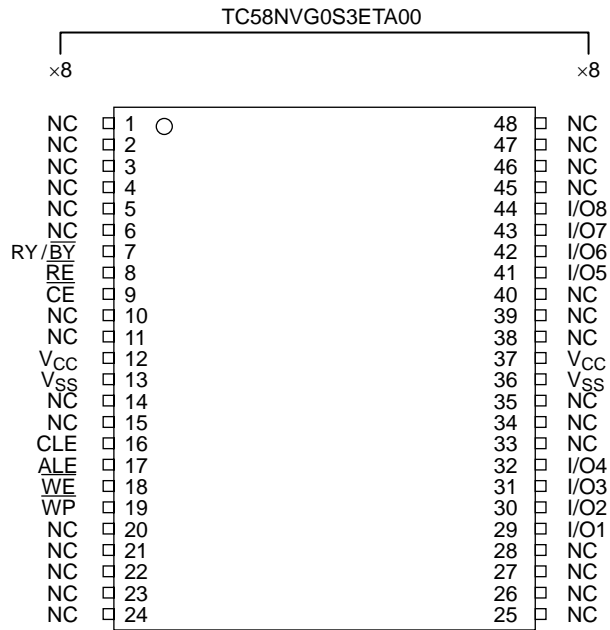 TC58NVG0S3ETA00
×8 ×8
NC 1 48 NC
NC 2 47 NC
NC 3 46 NC
NC 4 45 NC
NC 5 44 I/O8
NC 6 43 I/O7
RY/B̅Y̅ 7 42 I/O6
R̅E̅ 8 41 I/O5
C̅E̅ 9 40 NC
NC 10 39 NC
NC 11 38 NC
VCC 12 37 VCC
VSS 13 36 VSS
NC 14 35 NC
NC 15 34 NC
CLE 16 33 NC
ALE 17 32 I/O4
W̅E̅ 18 31 I/O3
W̅P̅ 19 30 I/O2
NC 20 29 I/O1
NC 21 28 NC
NC 22 27 NC
NC 23 26 NC
NC 24 25 NC